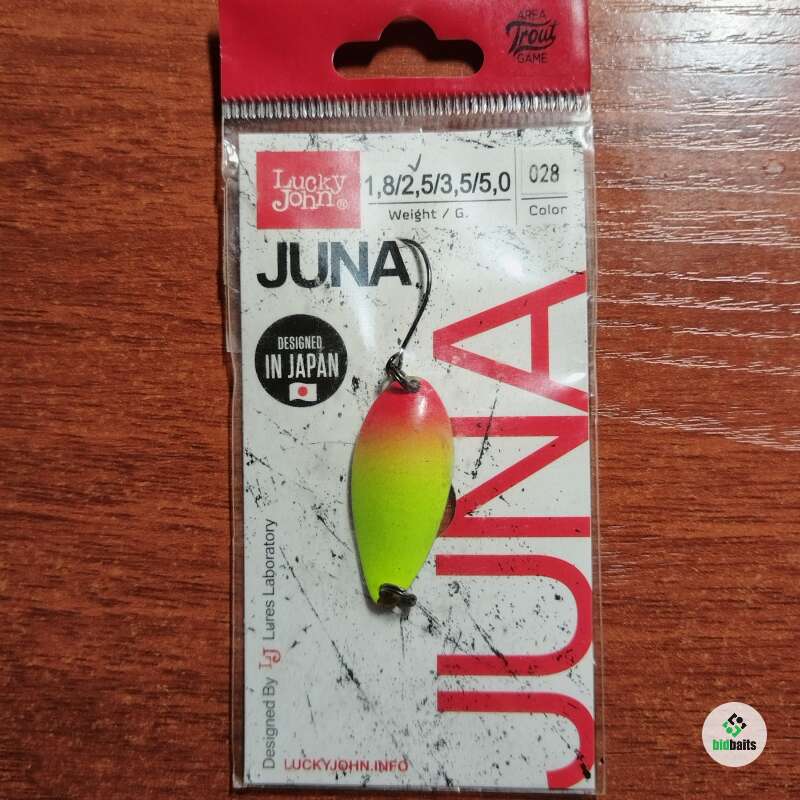 AREA
Trout
GAME
Lucky
John®
1,8/2,5/3,5/5,0
Weight / G.
028
Color
JUNA
DESIGNED
IN JAPAN
JUNA
Designed By LJ Lures Laboratory
LUCKYJOHN.INFO
bidbaits